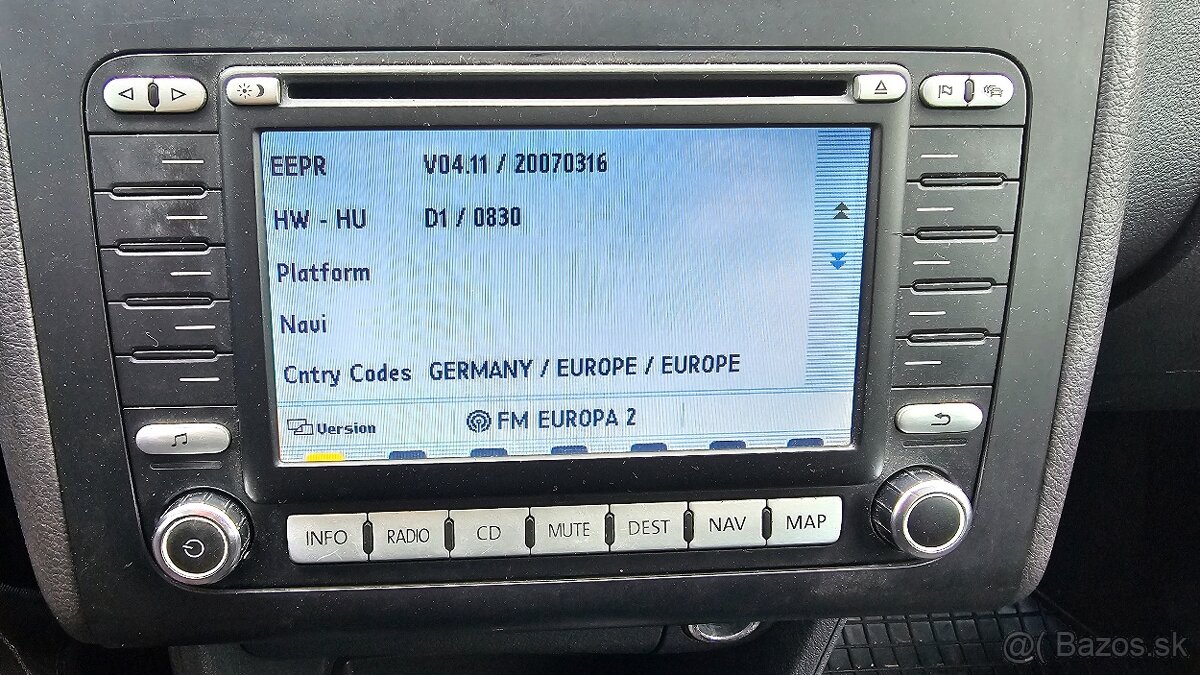 EEPR V04.11 / 20070316
HW - HU D1 / 0830
Platform
Navi
Cntry Codes GERMANY / EUROPE / EUROPE
Version FM EUROPA 2
INFO RADIO CD MUTE DEST NAV MAP
@( Bazos.sk